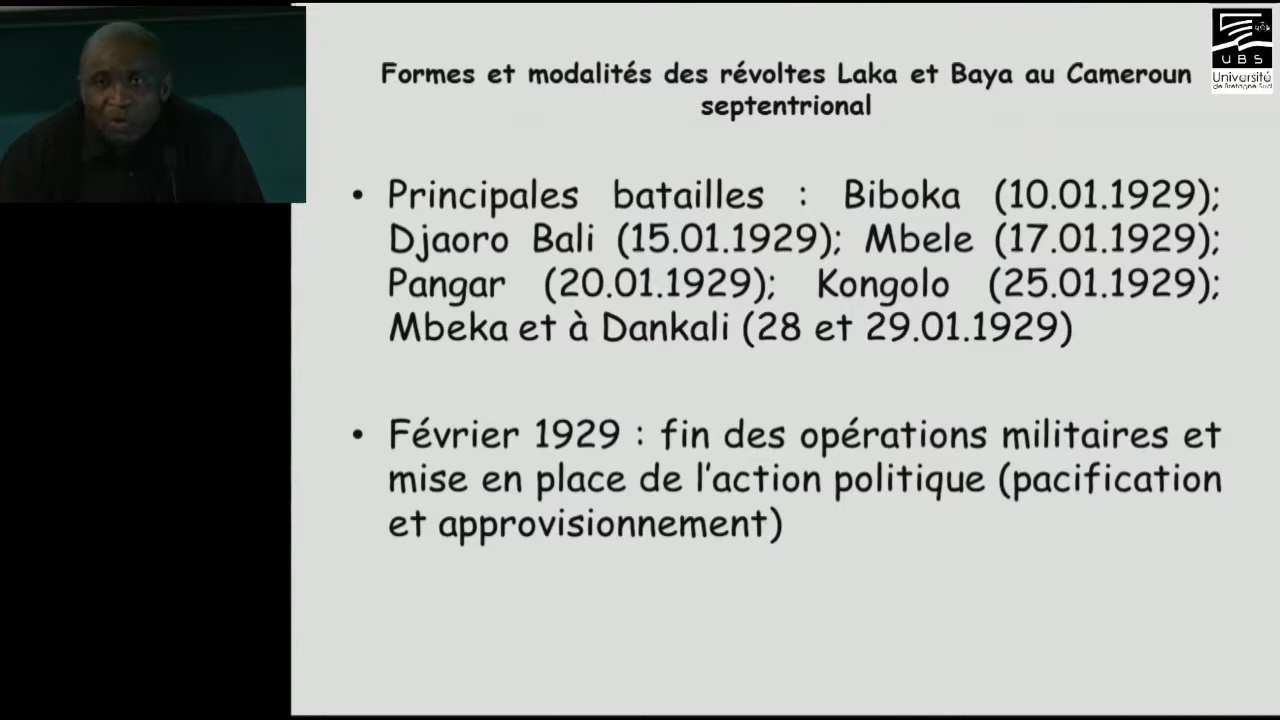 Formes et modalités des révoltes Laka et Baya au Cameroun
septentrional
UBS
Université
de Bretagne-Sud
• Principales batailles : Biboka (10.01.1929);
Djaoro Bali (15.01.1929); Mbele (17.01.1929);
Pangar (20.01.1929); Kongolo (25.01.1929);
Mbeka et à Dankali (28 et 29.01.1929)
• Février 1929 : fin des opérations militaires et
mise en place de l'action politique (pacification
et approvisionnement)